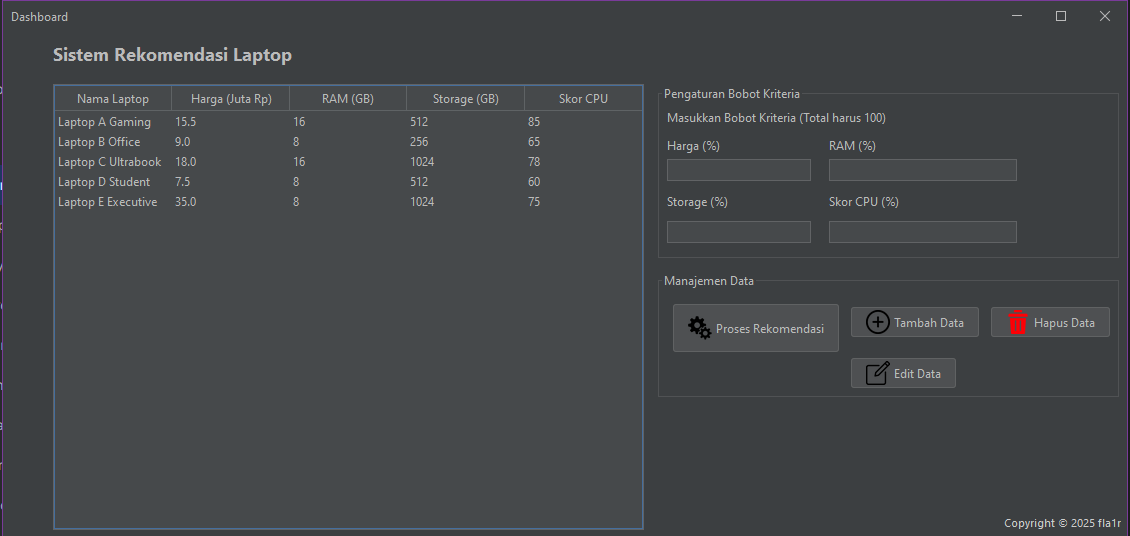 Dashboard
Sistem Rekomendasi Laptop
Nama Laptop Harga (Juta Rp) RAM (GB) Storage (GB) Skor CPU
Laptop A Gaming 15.5 16 512 85
Laptop B Office 9.0 8 256 65
Laptop C Ultrabook 18.0 16 1024 78
Laptop D Student 7.5 8 512 60
Laptop E Executive 35.0 8 1024 75
Pengaturan Bobot Kriteria
Masukkan Bobot Kriteria (Total harus 100)
Harga (%) RAM (%)
Storage (%) Skor CPU (%)
Manajemen Data
Proses Rekomendasi Tambah Data Hapus Data
Edit Data
Copyright © 2025 fla1r